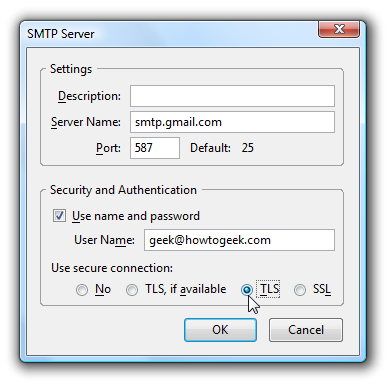 SMTP Server
Settings
Description:
Server Name: smtp.gmail.com
Port: 587 Default: 25
Security and Authentication
Use name and password
User Name: geek@howtogeek.com
Use secure connection:
No TLS, if available TLS SSL
OK Cancel